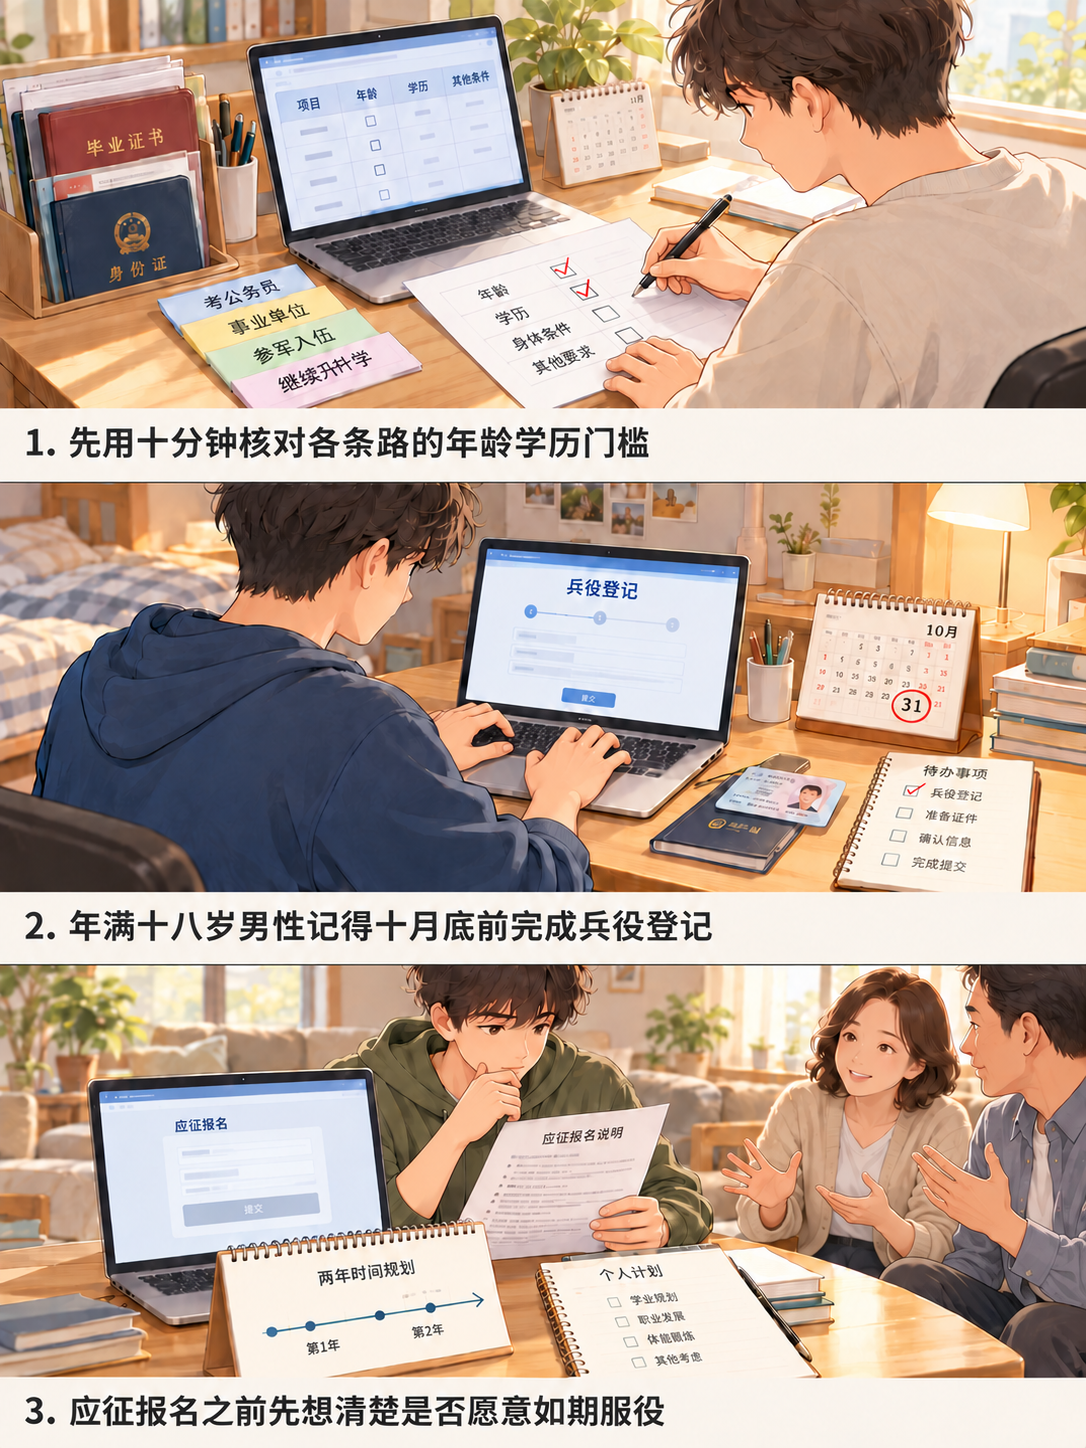 项目 年龄 学历 其他条件
毕业证书
身份证
11月
考公务员
事业单位
参军入伍
继续升学
年龄
学历
身体条件
其他要求
1. 先用十分钟核对各条路的年龄学历门槛
兵役登记
提交
10月
31
待办事项
兵役登记
准备证件
确认信息
完成提交
2. 年满十八岁男性记得十月底前完成兵役登记
应征报名
提交
应征报名说明
两年时间规划
第1年
第2年
个人计划
学业规划
职业发展
体能锻炼
其他考虑
3. 应征报名之前先想清楚是否愿意如期服役